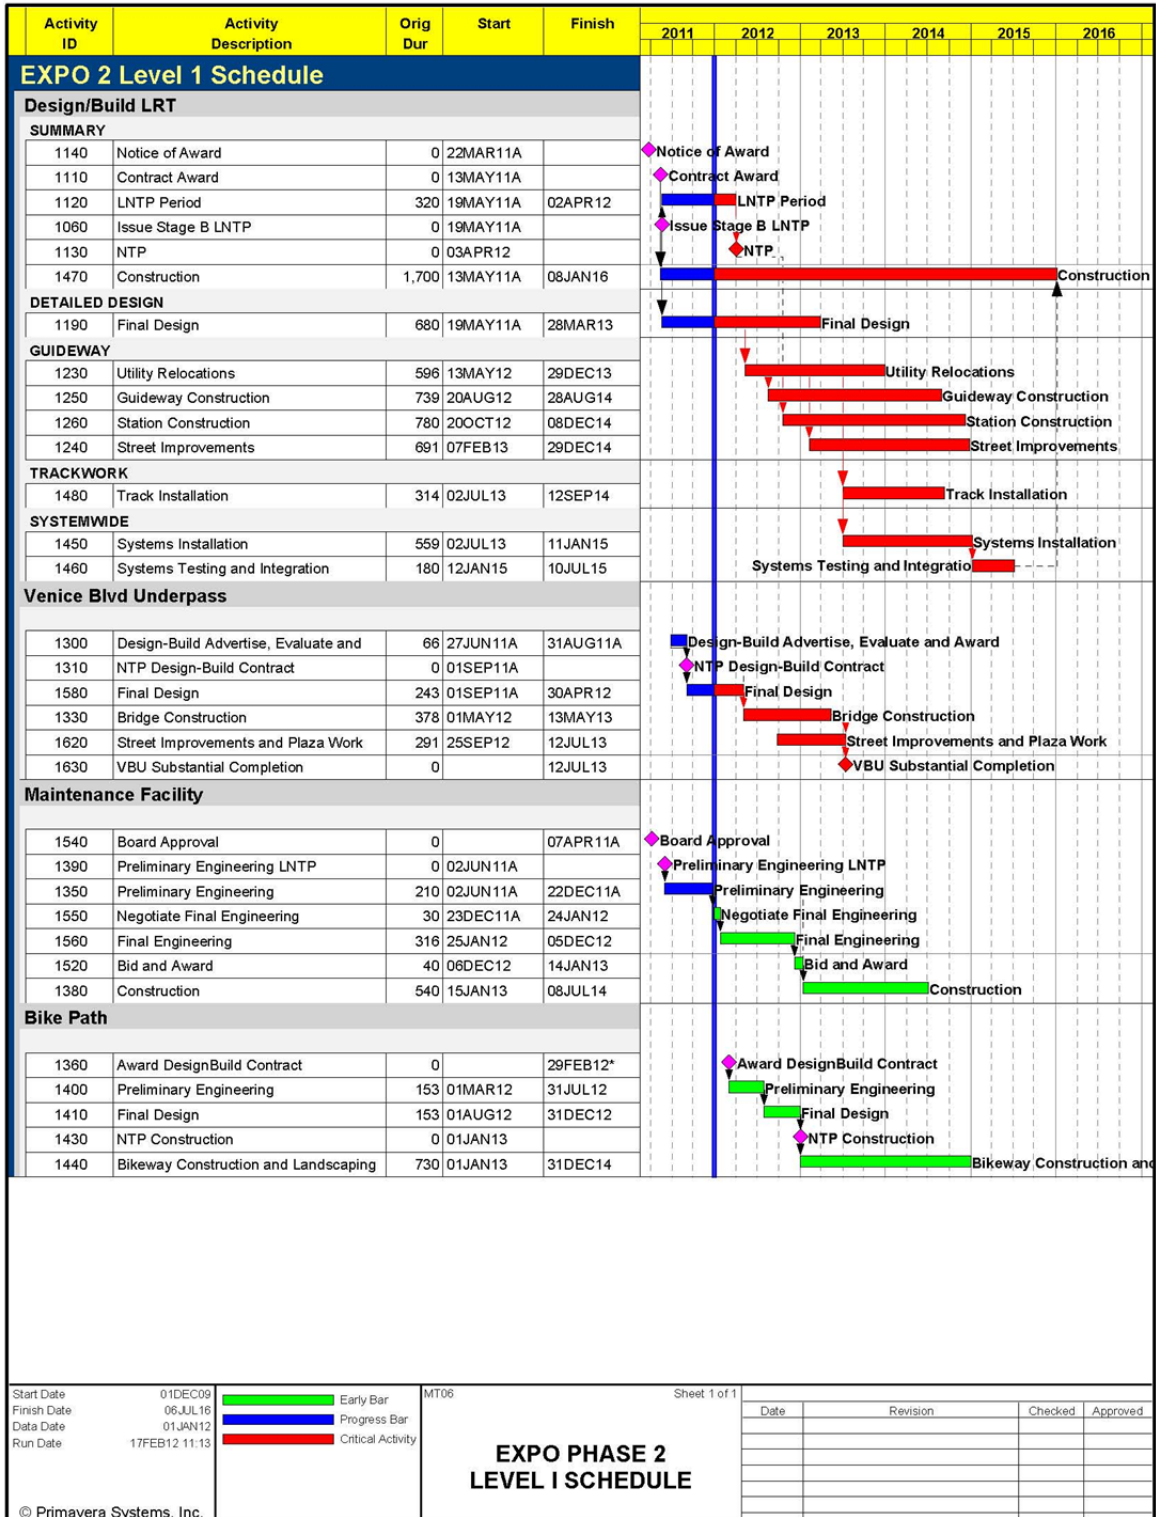 Activity ID Activity Description Orig Dur Start Finish 2011 2012 2013 2014 2015 2016
EXPO 2 Level 1 Schedule
Design/Build LRT
SUMMARY
1140 Notice of Award 0 22MAR11A Notice of Award
1110 Contract Award 0 13MAY11A Contract Award
1120 LNTP Period 320 19MAY11A 02APR12 LNTP Period
1060 Issue Stage B LNTP 0 19MAY11A Issue Stage B LNTP
1130 NTP 0 03APR12 NTP
1470 Construction 1,700 13MAY11A 08JAN16 Construction
DETAILED DESIGN
1190 Final Design 680 19MAY11A 28MAR13 Final Design
GUIDEWAY
1230 Utility Relocations 596 13MAY12 29DEC13 Utility Relocations
1250 Guideway Construction 739 20AUG12 28AUG14 Guideway Construction
1260 Station Construction 780 20OCT12 08DEC14 Station Construction
1240 Street Improvements 691 07FEB13 29DEC14 Street Improvements
TRACKWORK
1480 Track Installation 314 02JUL13 12SEP14 Track Installation
SYSTEMWIDE
1450 Systems Installation 559 02JUL13 11JAN15 Systems Installation
1460 Systems Testing and Integration 180 12JAN15 10JUL15 Systems Testing and Integratio
Venice Blvd Underpass
1300 Design-Build Advertise, Evaluate and 66 27JUN11A 31AUG11A Design-Build Advertise, Evaluate and Award
1310 NTP Design-Build Contract 0 01SEP11A NTP Design-Build Contract
1580 Final Design 243 01SEP11A 30APR12 Final Design
1330 Bridge Construction 378 01MAY12 13MAY13 Bridge Construction
1620 Street Improvements and Plaza Work 291 25SEP12 12JUL13 Street Improvements and Plaza Work
1630 VBU Substantial Completion 0 12JUL13 VBU Substantial Completion
Maintenance Facility
1540 Board Approval 0 07APR11A Board Approval
1390 Preliminary Engineering LNTP 0 02JUN11A Preliminary Engineering LNTP
1350 Preliminary Engineering 210 02JUN11A 22DEC11A Preliminary Engineering
1550 Negotiate Final Engineering 30 23DEC11A 24JAN12 Negotiate Final Engineering
1560 Final Engineering 316 25JAN12 05DEC12 Final Engineering
1520 Bid and Award 40 06DEC12 14JAN13 Bid and Award
1380 Construction 540 15JAN13 08JUL14 Construction
Bike Path
1360 Award DesignBuild Contract 0 29FEB12* Award DesignBuild Contract
1400 Preliminary Engineering 153 01MAR12 31JUL12 Preliminary Engineering
1410 Final Design 153 01AUG12 31DEC12 Final Design
1430 NTP Construction 0 01JAN13 NTP Construction
1440 Bikeway Construction and Landscaping 730 01JAN13 31DEC14 Bikeway Construction and
Start Date 01DEC09
Finish Date 06JUL16
Data Date 01JAN12
Run Date 17FEB12 11:13
© Primavera Systems, Inc.
Early Bar
Progress Bar
Critical Activity
MT06 Sheet 1 of 1
EXPO PHASE 2
LEVEL I SCHEDULE
Date Revision Checked Approved